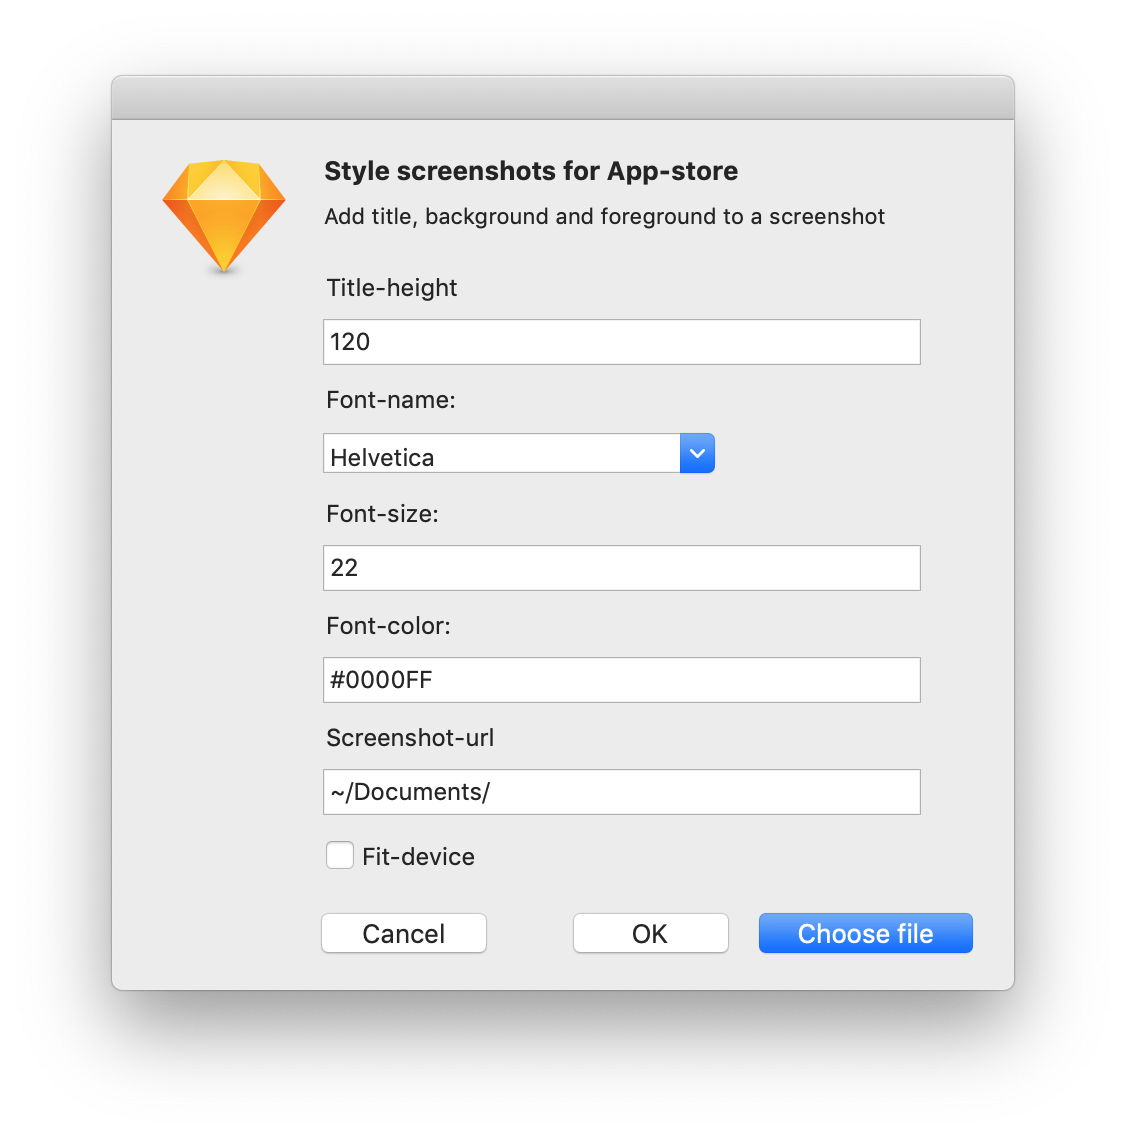 Style screenshots for App-store
Add title, background and foreground to a screenshot
Title-height
120
Font-name:
Helvetica
Font-size:
22
Font-color:
#0000FF
Screenshot-url
~/Documents/
Fit-device
Cancel OK Choose file